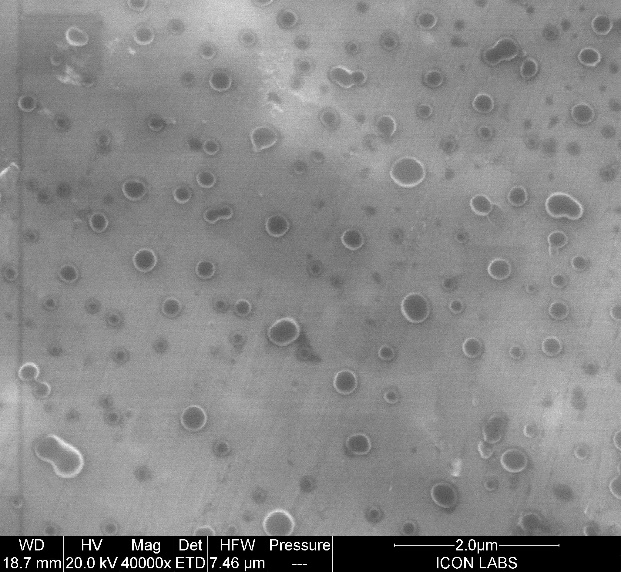 WD HV Mag Det HFW Pressure 2.0µm
18.7 mm 20.0 kV 40000x ETD 7.46 µm --- ICON LABS